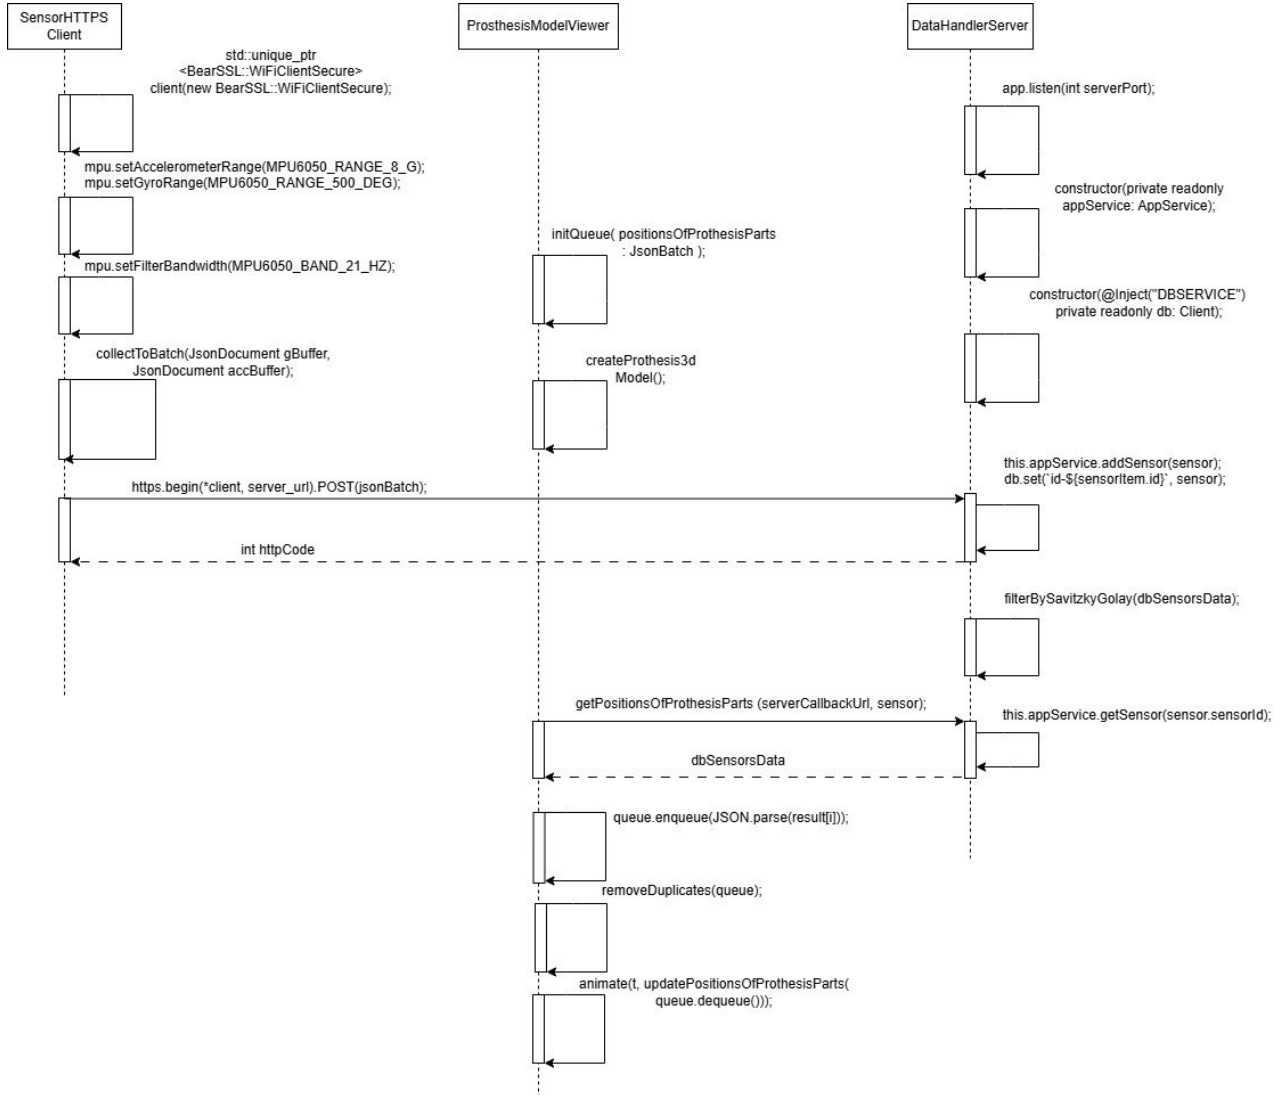 SensorHTTPS
Client
ProsthesisModelViewer
DataHandlerServer
std::unique_ptr
<BearSSL::WiFiClientSecure>
client(new BearSSL::WiFiClientSecure);
app.listen(int serverPort);
mpu.setAccelerometerRange(MPU6050_RANGE_8_G);
mpu.setGyroRange(MPU6050_RANGE_500_DEG);
constructor(private readonly
appService: AppService);
initQueue( positionsOfProthesisParts
: JsonBatch );
mpu.setFilterBandwidth(MPU6050_BAND_21_HZ);
constructor(@Inject("DBSERVICE")
private readonly db: Client);
collectToBatch(JsonDocument gBuffer,
JsonDocument accBuffer);
createProthesis3d
Model();
this.appService.addSensor(sensor);
db.set(`id-${sensorItem.id}`, sensor);
https.begin(*client, server_url).POST(jsonBatch);
int httpCode
filterBySavitzkyGolay(dbSensorsData);
getPositionsOfProthesisParts (serverCallbackUrl, sensor);
this.appService.getSensor(sensor.sensorId);
dbSensorsData
queue.enqueue(JSON.parse(result[i]));
removeDuplicates(queue);
animate(t, updatePositionsOfProthesisParts(
queue.dequeue()));